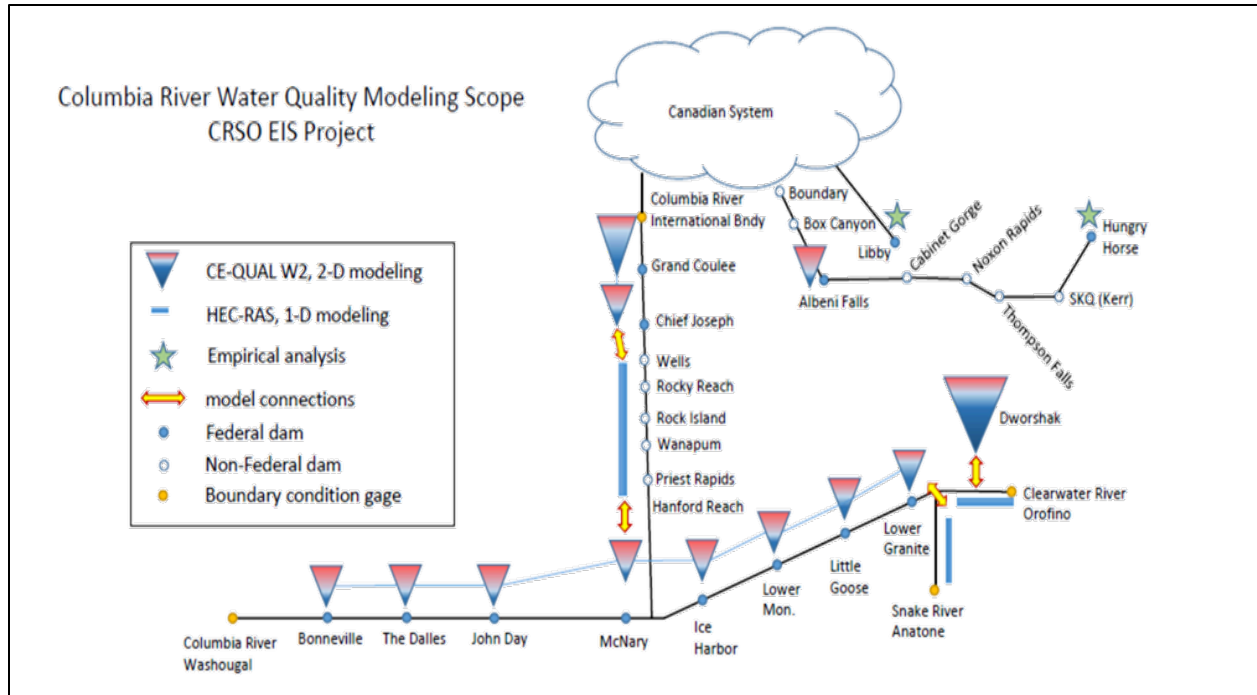 Columbia River Water Quality Modeling Scope
CRSO EIS Project
Canadian System
CE-QUAL W2, 2-D modeling
HEC-RAS, 1-D modeling
Empirical analysis
model connections
Federal dam
Non-Federal dam
Boundary condition gage
Columbia River
International Bndy
Grand Coulee
Chief Joseph
Wells
Rocky Reach
Rock Island
Wanapum
Priest Rapids
Hanford Reach
Boundary
Box Canyon
Albeni Falls
Libby
Cabinet Gorge
Noxon Rapids
Thompson Falls
SKQ (Kerr)
Hungry
Horse
Dworshak
Clearwater River
Orofino
Lower
Granite
Snake River
Anatone
Little
Goose
Lower
Mon.
Ice
Harbor
McNary
John Day
The Dalles
Bonneville
Columbia River
Washougal